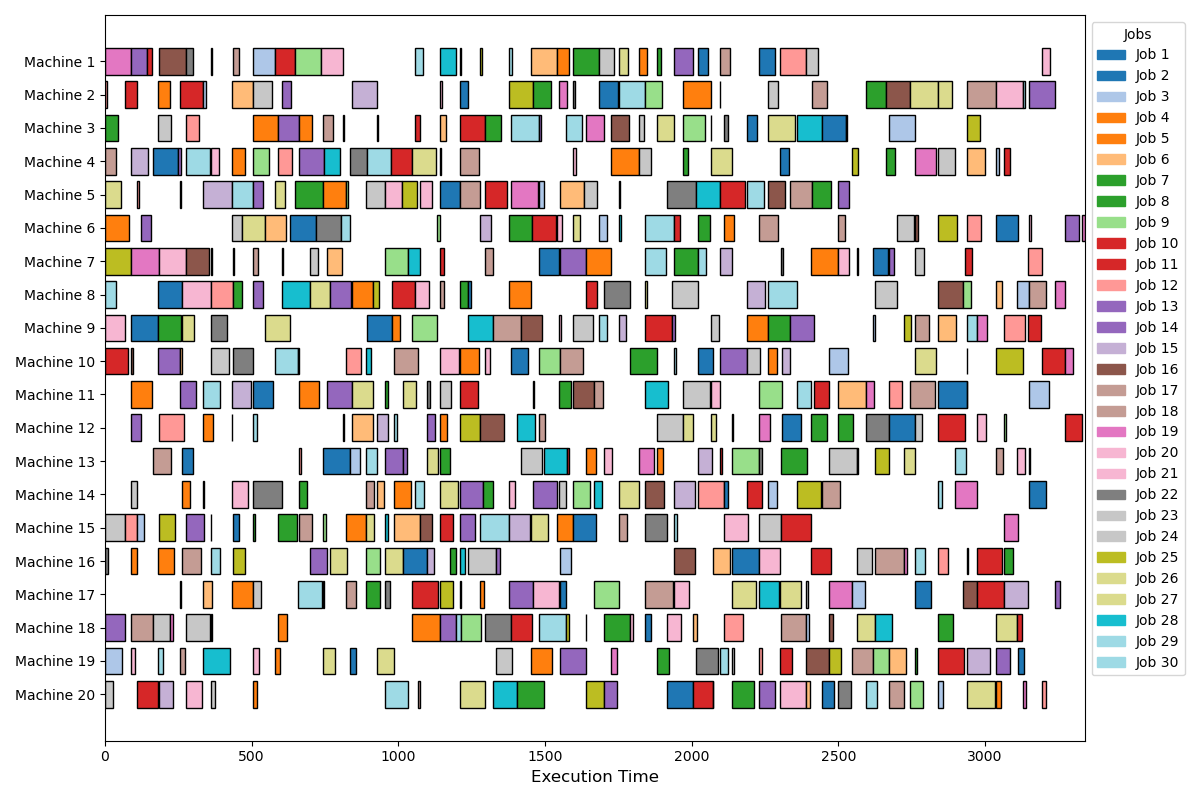 Machine 1
Machine 2
Machine 3
Machine 4
Machine 5
Machine 6
Machine 7
Machine 8
Machine 9
Machine 10
Machine 11
Machine 12
Machine 13
Machine 14
Machine 15
Machine 16
Machine 17
Machine 18
Machine 19
Machine 20
0 500 1000 1500 2000 2500 3000
Execution Time
Jobs
Job 1
Job 2
Job 3
Job 4
Job 5
Job 6
Job 7
Job 8
Job 9
Job 10
Job 11
Job 12
Job 13
Job 14
Job 15
Job 16
Job 17
Job 18
Job 19
Job 20
Job 21
Job 22
Job 23
Job 24
Job 25
Job 26
Job 27
Job 28
Job 29
Job 30